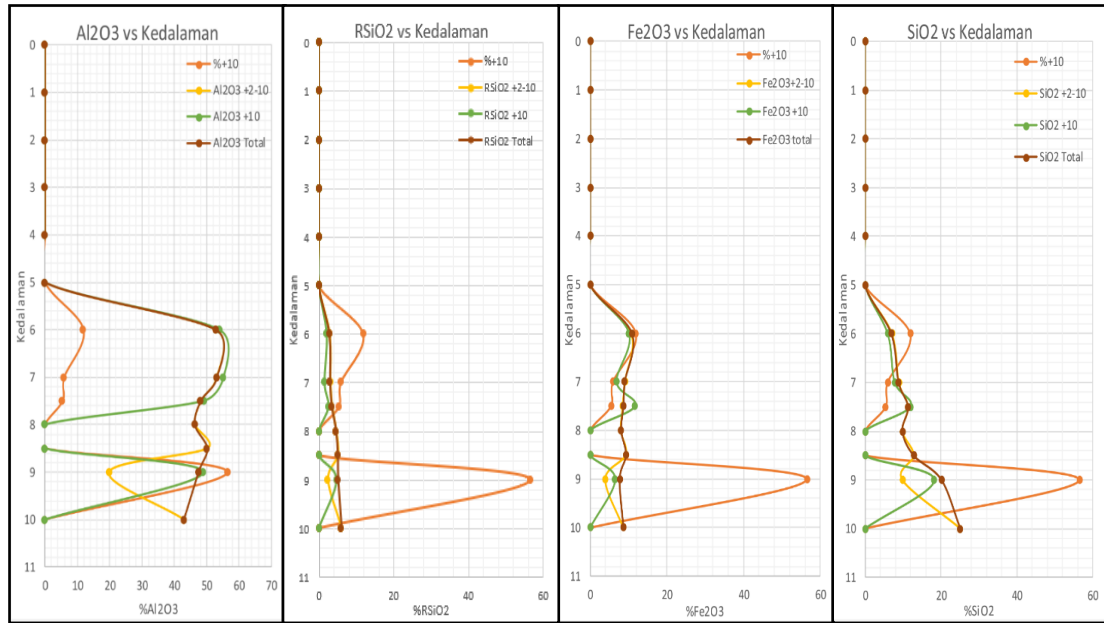 Al2O3 vs Kedalaman
%+10
Al2O3 +2-10
Al2O3 +10
Al2O3 Total
Kedalaman
0
1
2
3
4
5
6
7
8
9
10
11
0 10 20 30 40 50 60 70
%Al2O3
RSiO2 vs Kedalaman
%+10
RSiO2 +2-10
RSiO2 +10
RSiO2 Total
Kedalaman
0
1
2
3
4
5
6
7
8
9
10
11
0 20 40 60
%RSiO2
Fe2O3 vs Kedalaman
%+10
Fe2O3+2-10
Fe2O3 +10
Fe2O3 total
Kedalaman
0
1
2
3
4
5
6
7
8
9
10
11
0 20 40 60
%Fe2O3
SiO2 vs Kedalaman
%+10
SiO2 +2-10
SiO2 +10
SiO2 Total
Kedalaman
0
1
2
3
4
5
6
7
8
9
10
11
0 20 40 60
%SiO2